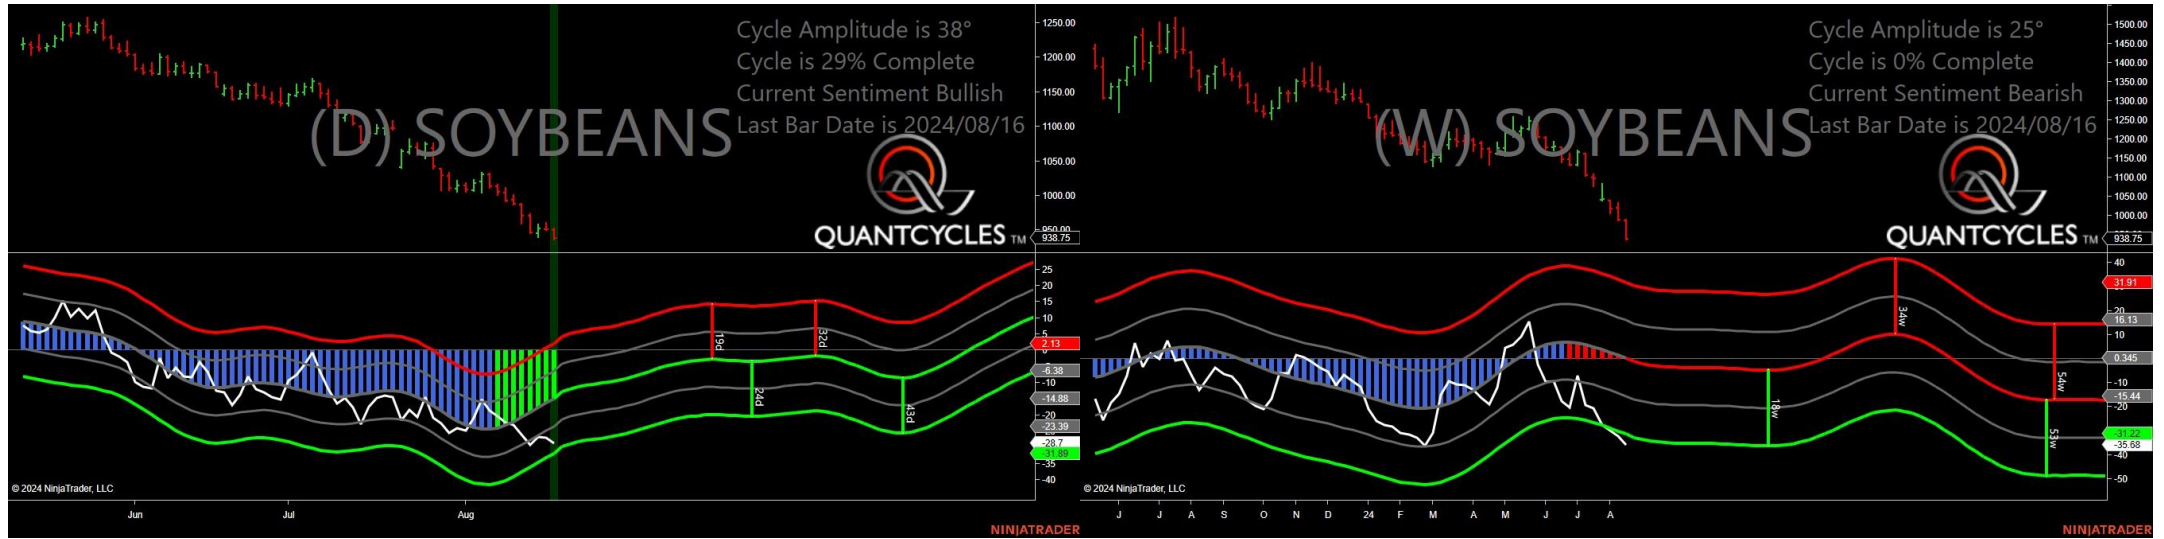 Cycle Amplitude is 38°
Cycle is 29% Complete
Current Sentiment Bullish
Last Bar Date is 2024/08/16
(D) SOYBEANS
QUANTCYCLES TM
1250.00
1200.00
1150.00
1100.00
1050.00
1000.00
950.00
938.75
25
20
15
10
5
2.13
0
-6.38
-10
-14.88
-20
-23.39
-28.7
-31.89
-35
-40
19d
32d
24d
43d
© 2024 NinjaTrader, LLC
Jun
Jul
Aug
NINJATRADER
Cycle Amplitude is 25°
Cycle is 0% Complete
Current Sentiment Bearish
Last Bar Date is 2024/08/16
(W) SOYBEANS
QUANTCYCLES TM
1500.00
1450.00
1400.00
1350.00
1300.00
1250.00
1200.00
1150.00
1100.00
1050.00
1000.00
938.75
40
31.91
20
16.13
10
0.345
-10
-15.44
-20
-31.22
-35.68
-40
-50
34w
18w
54w
53w
© 2024 NinjaTrader, LLC
J
J
A
S
O
N
D
24
F
M
A
M
J
J
A
NINJATRADER